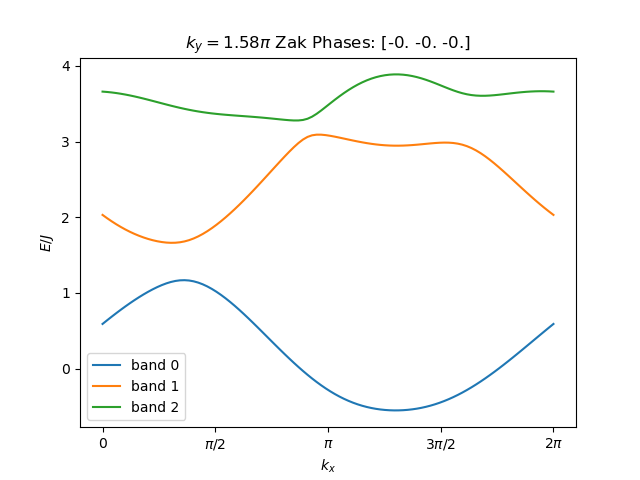 k_y = 1.58π Zak Phases: [-0. -0. -0.]
4
3
2
1
0
E/J
band 0
band 1
band 2
0
π/2
π
3π/2
2π
k_x